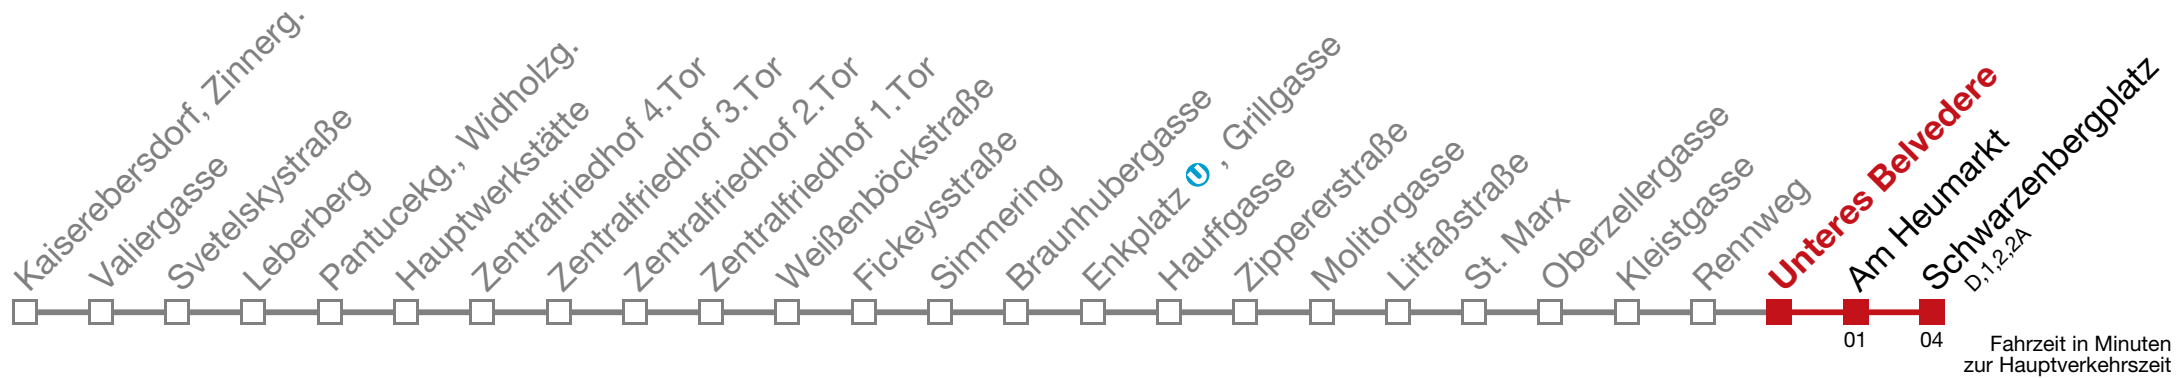 Kaiserebersdorf, Zinnerg.
Valiergasse
Svetelskystraße
Leberberg
Pantucekg., Widholzg.
Hauptwerkstätte
Zentralfriedhof 4.Tor
Zentralfriedhof 3.Tor
Zentralfriedhof 2.Tor
Zentralfriedhof 1.Tor
Weißenböckstraße
Fickeysstraße
Simmering
Braunhubergasse
Enkplatz U, Grillgasse
Hauffgasse
Zippererstraße
Molitorgasse
Litfaßstraße
St. Marx
Oberzellergasse
Kleistgasse
Rennweg
Unteres Belvedere
Am Heumarkt
Schwarzenbergplatz
D,1,2,2A
01
04
Fahrzeit in Minuten
zur Hauptverkehrszeit